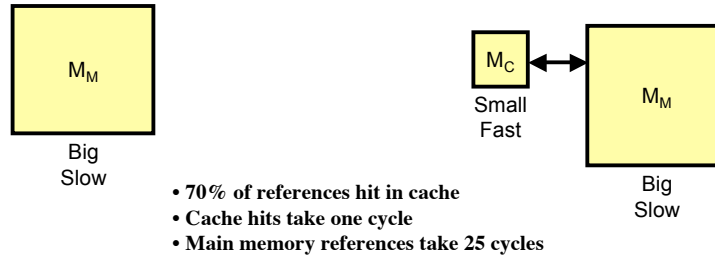 M_M
Big
Slow
M_C
Small
Fast
M_M
Big
Slow
• 70% of references hit in cache
• Cache hits take one cycle
• Main memory references take 25 cycles